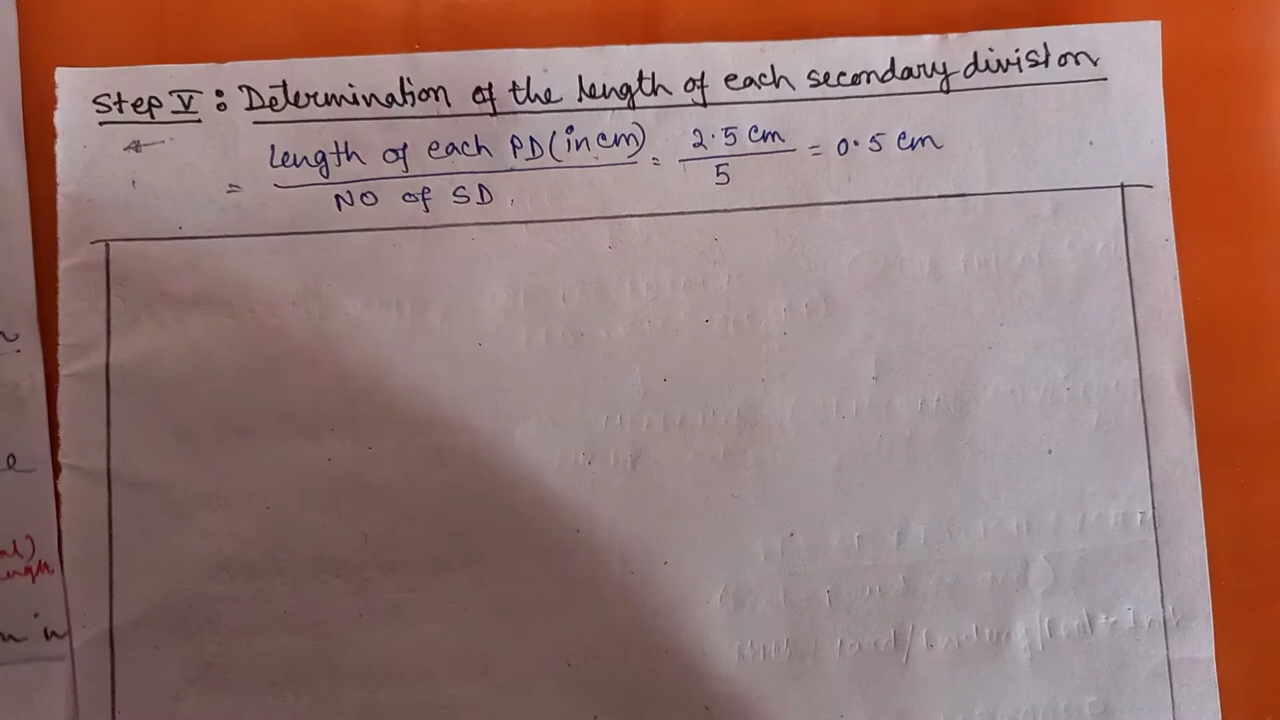 Step V : Determination of the length of each secondary division
= Length of each PD (in cm) / NO of SD. = 2.5 cm / 5 = 0.5 cm